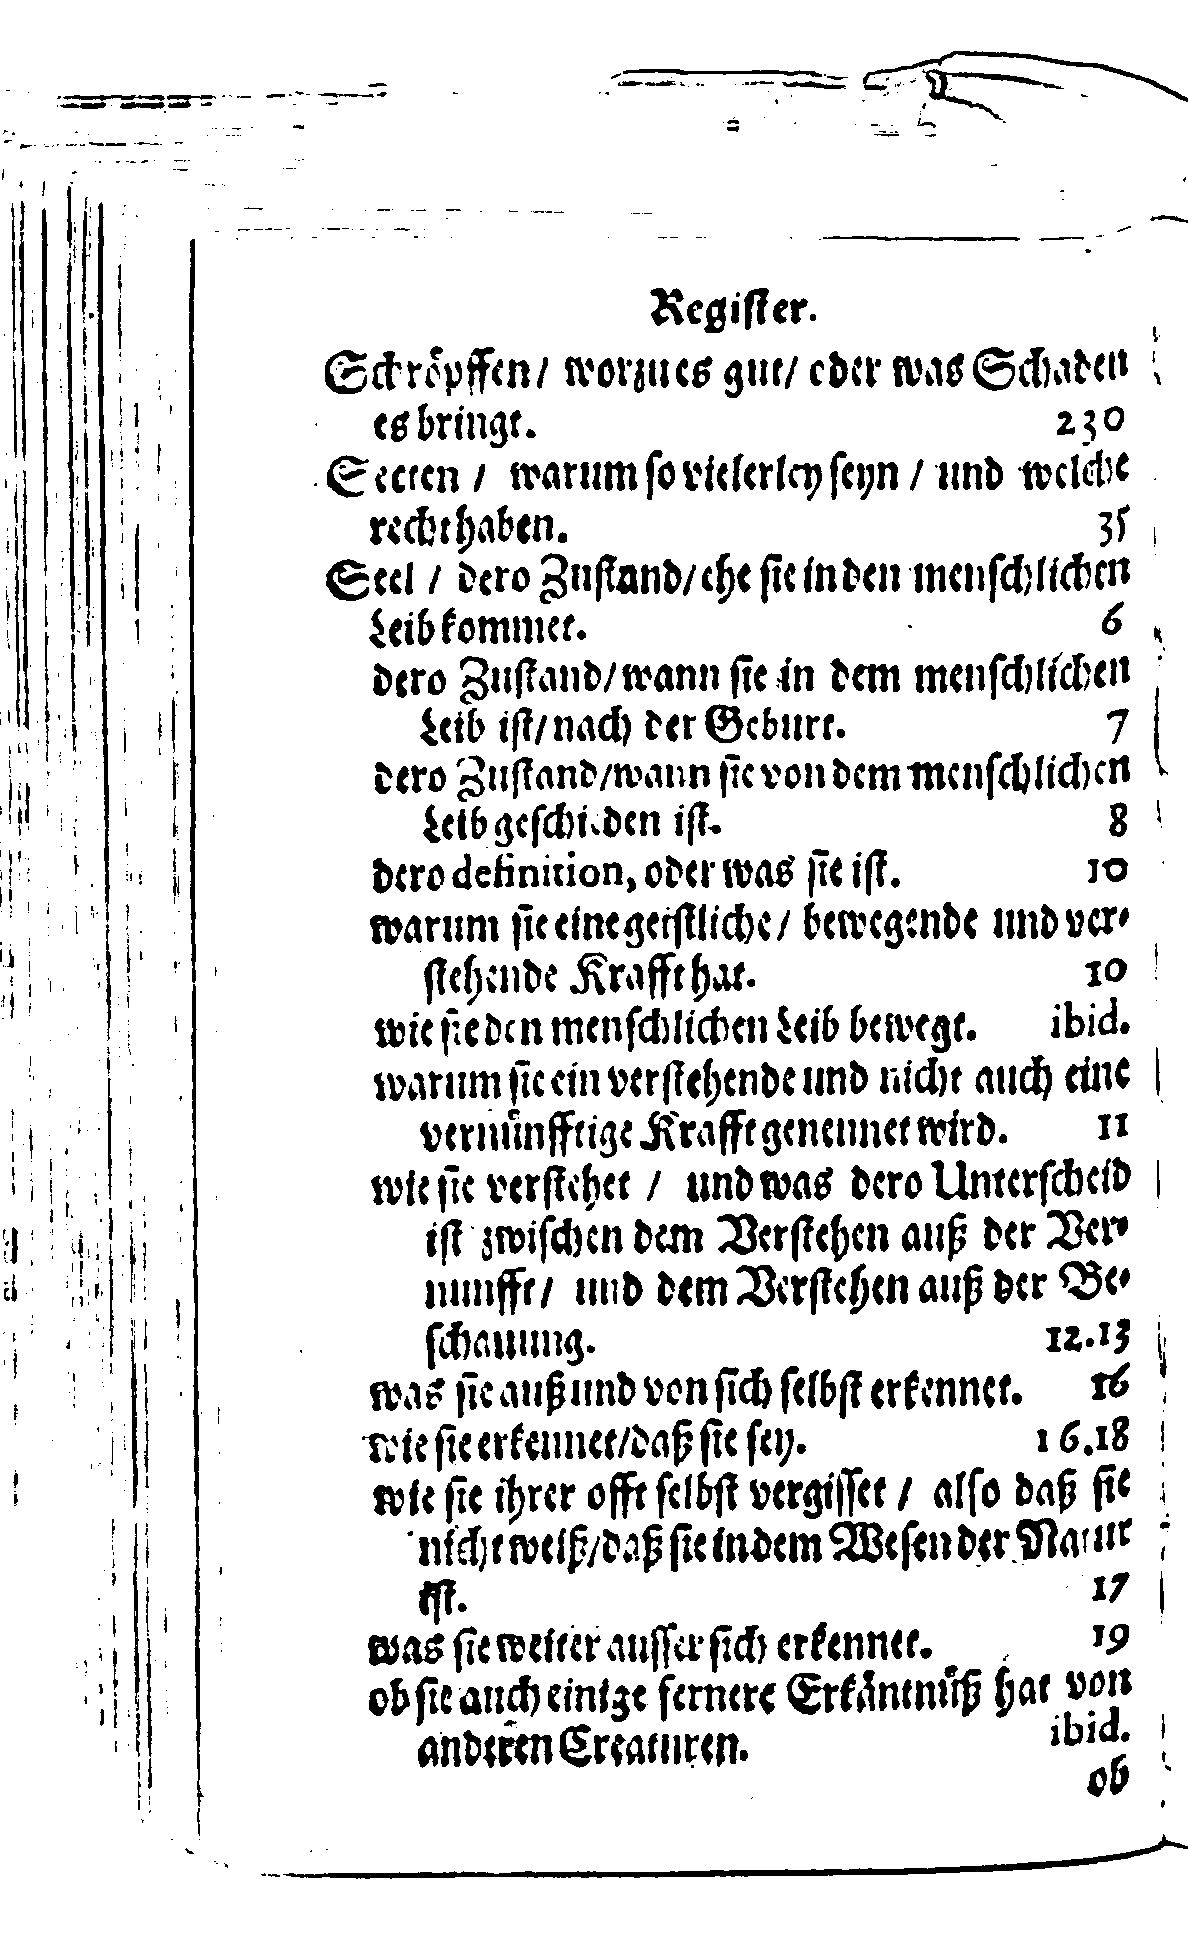 Register.
Schröpffen / worzu es gut / oder was Schaden
es bringt. 230
Secten / warum so vielerley seyn / und welche
recht haben. 35
Seel / dero Zustand / ehe sie in den menschlichen
Leib kommet. 6
dero Zustand / wann sie in dem menschlichen
Leib ist / nach der Geburt. 7
dero Zustand / wann sie von dem menschlichen
Leib geschieden ist. 8
dero definition, oder was sie ist. 10
warum sie eine geistliche / bewegende und ver-
stehende Krafft hat. 10
wie sie den menschlichen Leib bewegt. ibid.
warum sie ein verstehende und nicht auch eine
vernünfftige Krafft genennet wird. 11
wie sie verstehet / und was dero Unterscheid
ist zwischen dem Verstehen auß der Ver-
nunfft / und dem Verstehen auß der Be-
schauung. 12.13
was sie auß und von sich selbst erkennet. 16
wie sie erkennet / daß sie sey. 16.18
wie sie ihrer offt selbst vergisset / also daß sie
nicht weiß / daß sie in dem Wesen der Natur
ist. 17
was sie weiter ausser sich erkennet. 19
ob sie auch einige fernere Erkäntnüß hat von
anderen Creaturen. ibid.
ob